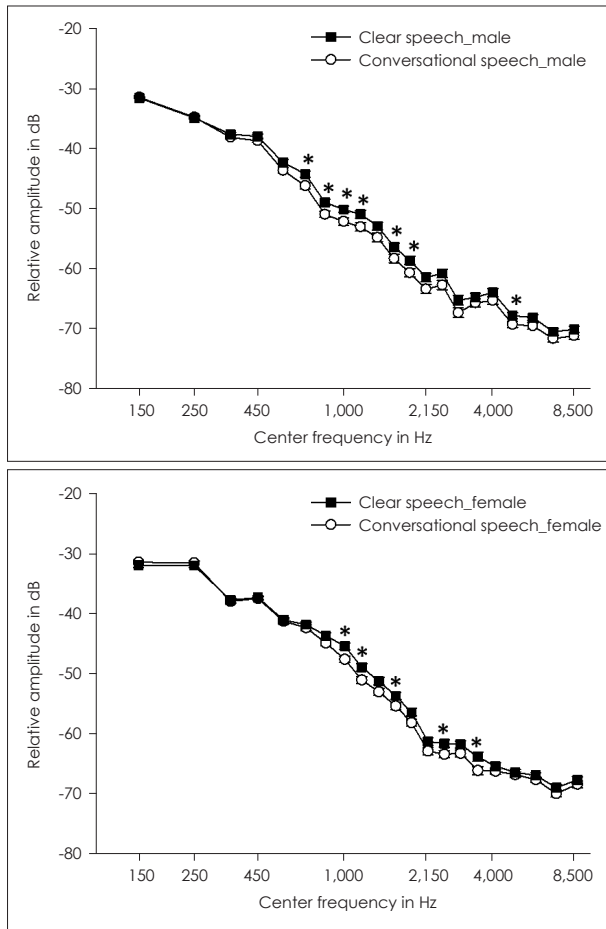 -20
Clear speech_male
Conversational speech_male
-30
-40
*
* * *
-50
* *
-60
*
-70
-80
Relative amplitude in dB
150 250 450 1,000 2,150 4,000 8,500
Center frequency in Hz
-20
Clear speech_female
Conversational speech_female
-30
-40
*
*
-50
*
-60
* *
-70
-80
Relative amplitude in dB
150 250 450 1,000 2,150 4,000 8,500
Center frequency in Hz